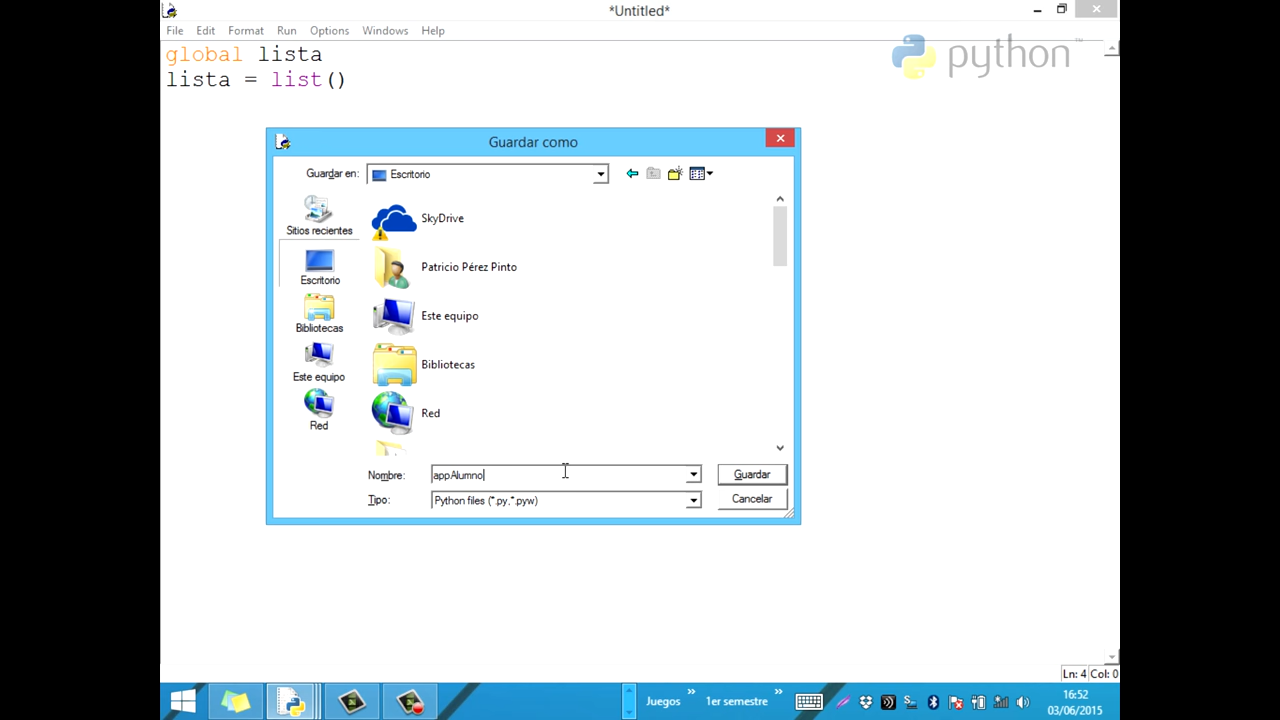 *Untitled*
File Edit Format Run Options Windows Help
global lista
lista = list()
python™
Guardar como
Guardar en: Escritorio
Sitios recientes
Escritorio
Bibliotecas
Este equipo
Red
SkyDrive
Patricio Pérez Pinto
Este equipo
Bibliotecas
Red
Nombre: appAlumno Guardar
Tipo: Python files (*.py,*.pyw) Cancelar
Ln: 4 Col: 0
Juegos » 1er semestre » 16:52
03/06/2015